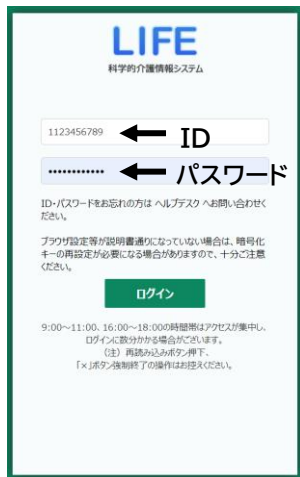 LIFE
科学的介護情報システム
1123456789
ID
••••••••••••
パスワード
ID・パスワードをお忘れの方は ヘルプデスク へお問い合わせく
ださい。
ブラウザ設定等が説明書通りになっていない場合は、暗号化
キーの再設定が必要になる場合がありますので、十分ご注意
ください。
ログイン
9:00～11:00、16:00～18:00の時間帯はアクセスが集中し、
ログインに数分かかる場合がございます。
(注) 再読み込みボタン押下、
「×」ボタン強制終了の操作はお控えください。